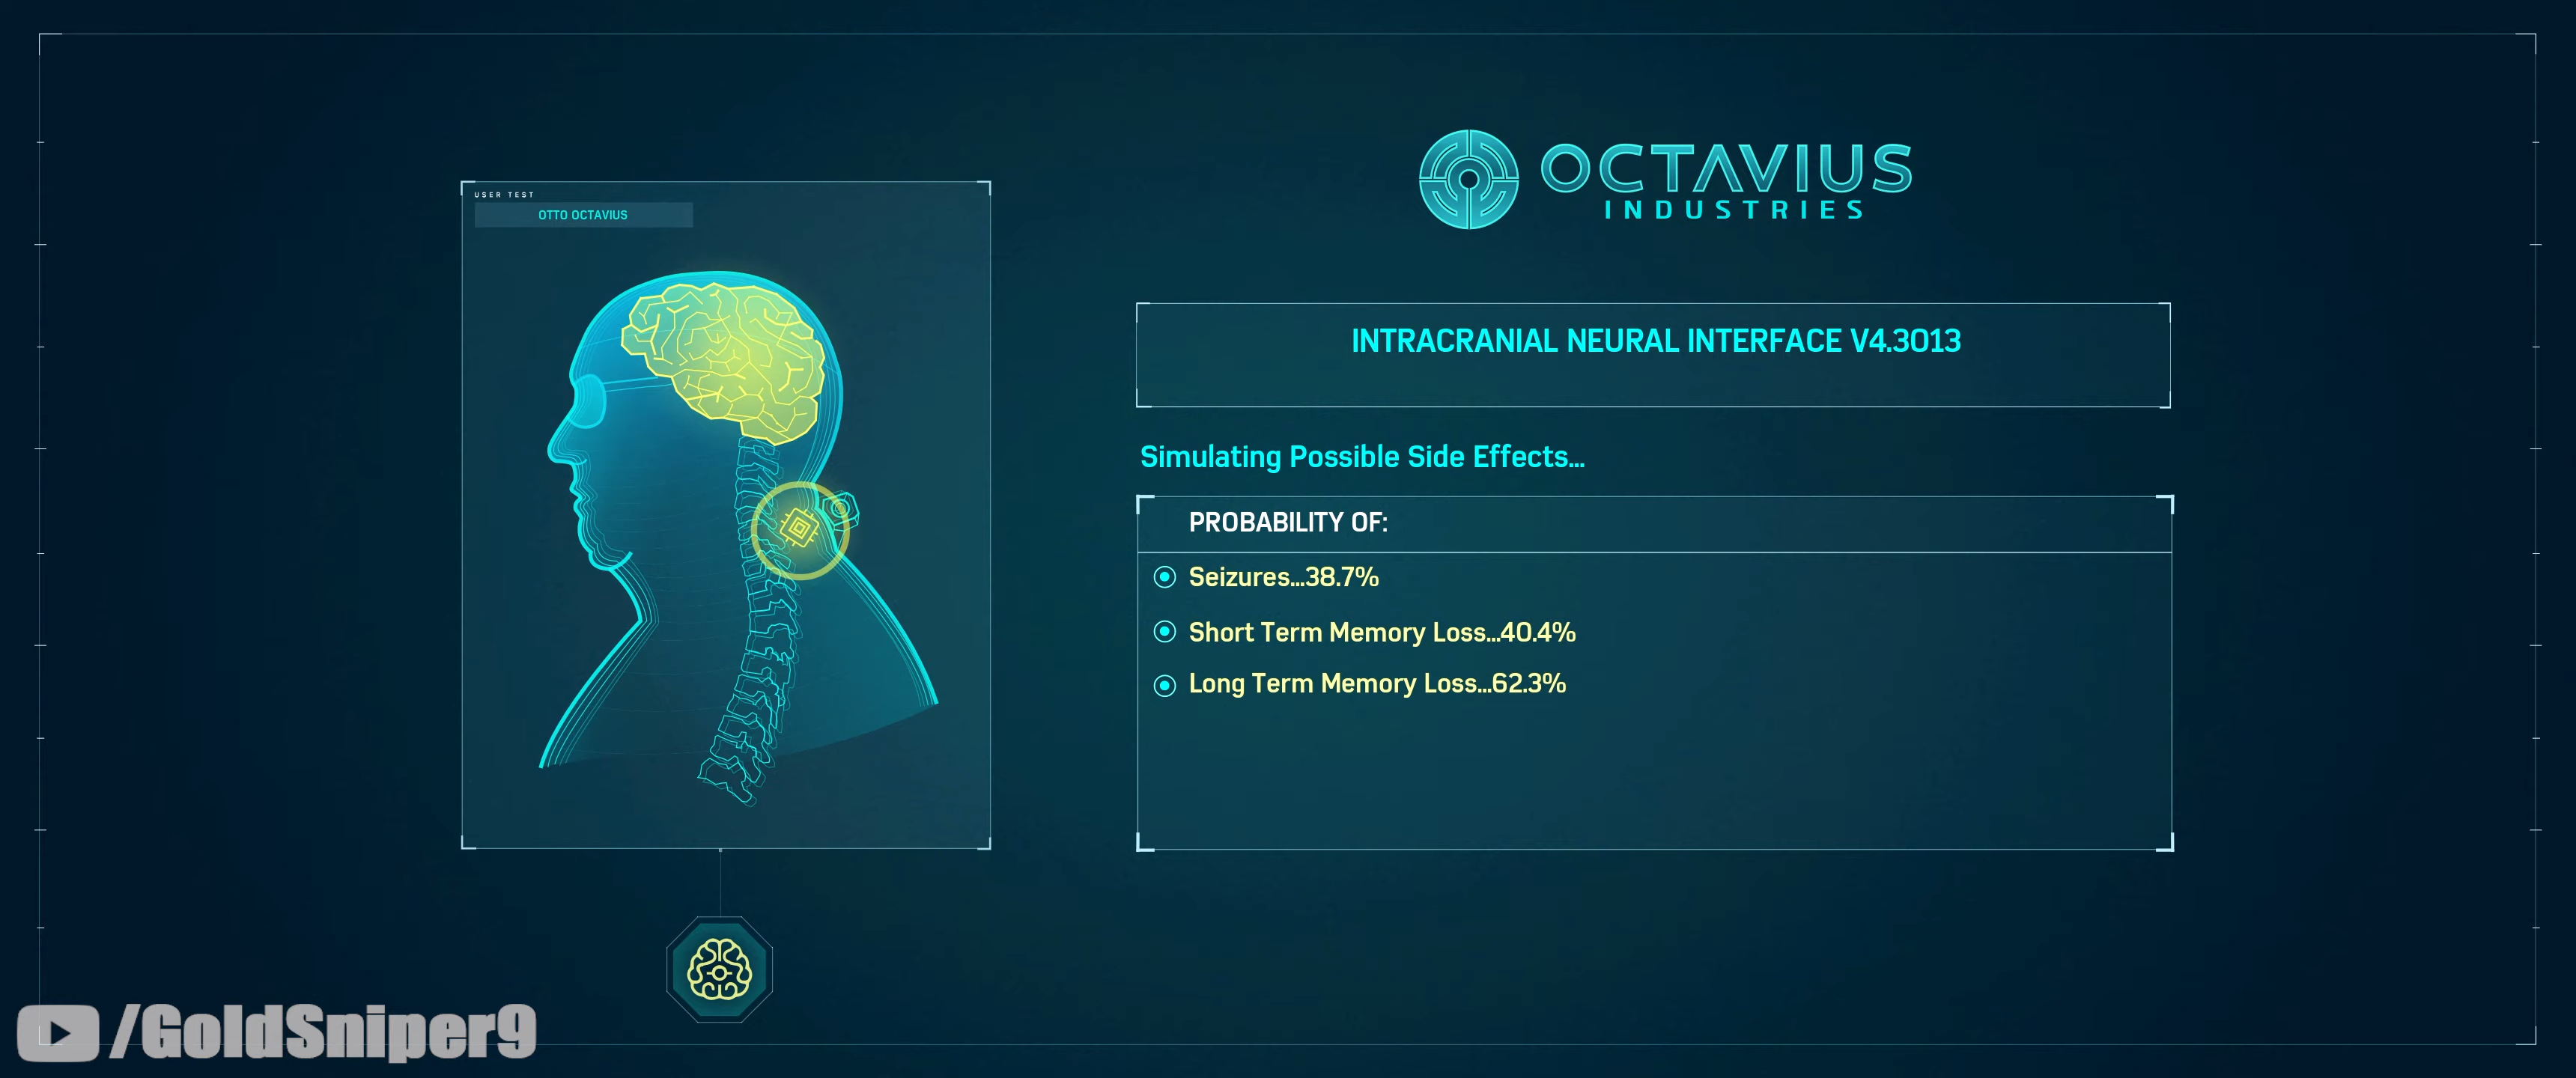 USER TEST
OTTO OCTAVIUS
OCTAVIUS
INDUSTRIES
INTRACRANIAL NEURAL INTERFACE V4.3013
Simulating Possible Side Effects...
PROBABILITY OF:
Seizures...38.7%
Short Term Memory Loss...40.4%
Long Term Memory Loss...62.3%
/GoldSniper9